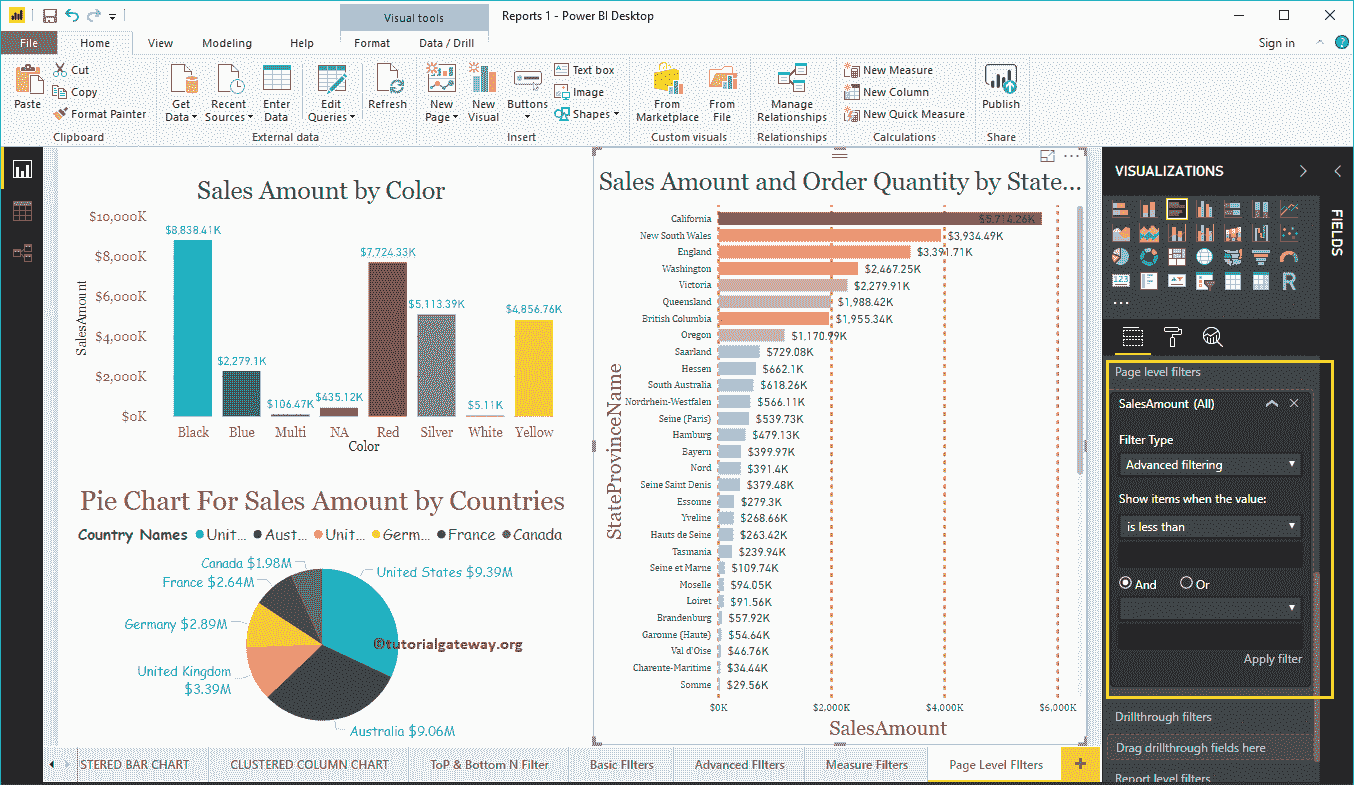 Visual tools
Reports 1 - Power BI Desktop
File Home View Modeling Help Format Data / Drill Sign in
Paste
Cut
Copy
Format Painter
Clipboard
Get Data
Recent Sources
Enter Data
Edit Queries
External data
Refresh
New Page
New Visual
Buttons
Text box
Image
Shapes
Insert
From Marketplace
From File
Custom visuals
Manage Relationships
Relationships
New Measure
New Column
New Quick Measure
Calculations
Publish
Share
Sales Amount by Color
SalesAmount
$10,000K
$8,000K
$6,000K
$4,000K
$2,000K
$0K
$8,838.41K
$2,279.1K
$106.47K
$435.12K
$7,724.33K
$5,113.39K
$5.11K
$4,856.76K
Black Blue Multi NA Red Silver White Yellow
Color
Pie Chart For Sales Amount by Countries
Country Names Unit... Aust... Unit... Germ... France Canada
Canada $1.98M
France $2.64M
Germany $2.89M
United Kingdom
$3.39M
United States $9.39M
Australia $9.06M
©tutorialgateway.org
Sales Amount and Order Quantity by State...
StateProvinceName
California $5,714.26K
New South Wales $3,934.49K
England $3,391.71K
Washington $2,467.25K
Victoria $2,279.91K
Queensland $1,988.42K
British Columbia $1,955.34K
Oregon $1,170.99K
Saarland $729.08K
Hessen $662.1K
South Australia $618.26K
Nordrhein-Westfalen $566.11K
Seine (Paris) $539.73K
Hamburg $479.13K
Bayern $399.97K
Nord $391.4K
Seine Saint Denis $379.48K
Essonne $279.3K
Yveline $268.66K
Hauts de Seine $263.42K
Tasmania $239.94K
Seine et Marne $109.74K
Moselle $94.05K
Loiret $91.56K
Brandenburg $57.92K
Garonne (Haute) $54.64K
Val d'Oise $46.76K
Charente-Maritime $34.44K
Somme $29.56K
$0K $2,000K $4,000K $6,000K
SalesAmount
VISUALIZATIONS
FIELDS
123
R
Page level filters
SalesAmount (All)
Filter Type
Advanced filtering
Show items when the value:
is less than
And Or
Apply filter
Drillthrough filters
Drag drillthrough fields here
Report level filters
STERED BAR CHART CLUSTERED COLUMN CHART ToP & Bottom N Filter Basic FIlters Advanced FIlters Measure Filters Page Level FIlters +